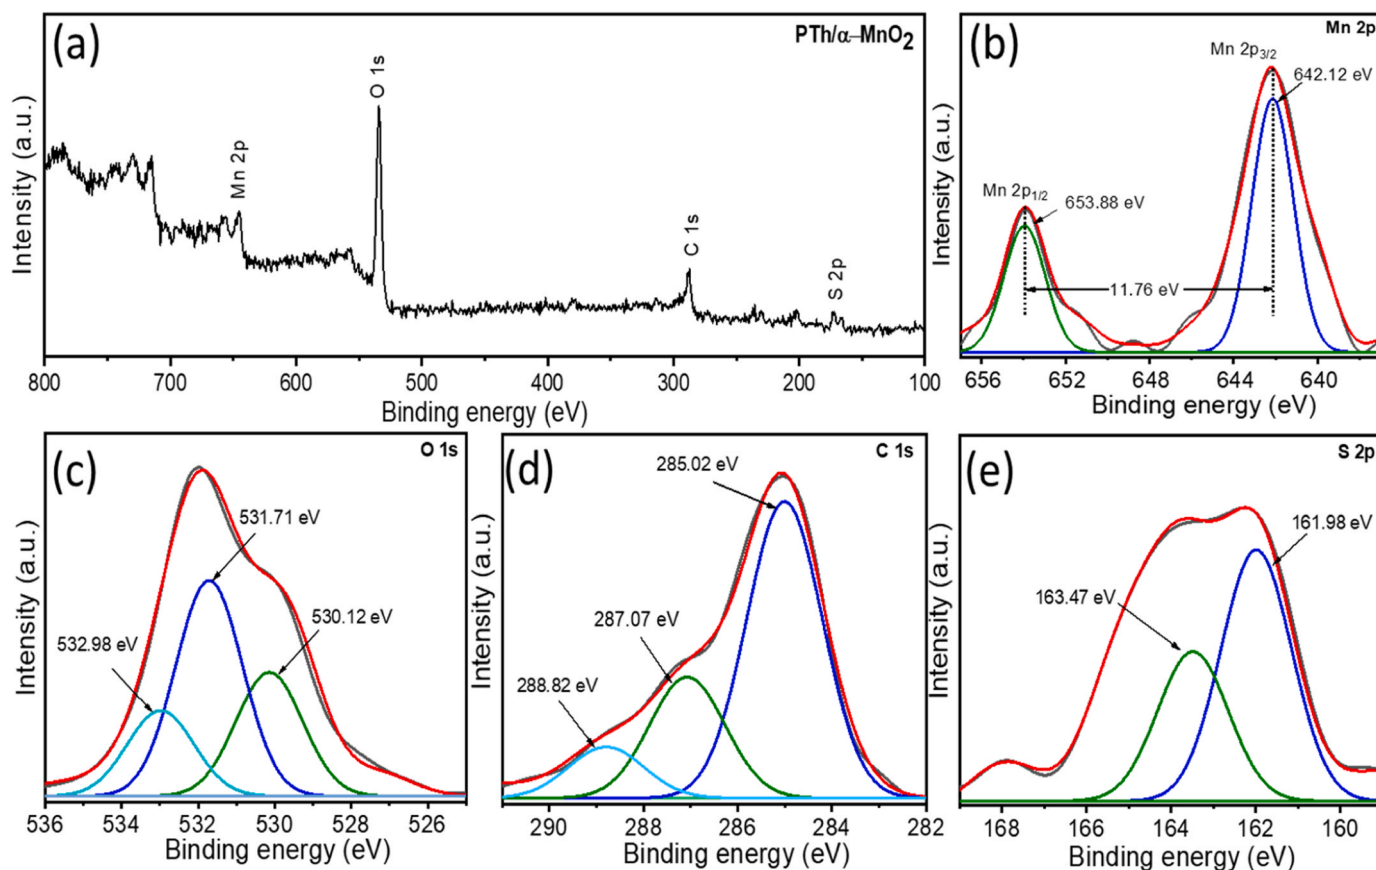 (a)
PTh/α–MnO2
O 1s
Mn 2p
C 1s
S 2p
Intensity (a.u.)
800 700 600 500 400 300 200 100
Binding energy (eV)
(b)
Mn 2p
Mn 2p3/2
642.12 eV
Mn 2p1/2
653.88 eV
11.76 eV
Intensity (a.u.)
656 652 648 644 640
Binding energy (eV)
(c)
O 1s
531.71 eV
530.12 eV
532.98 eV
Intensity (a.u.)
536 534 532 530 528 526
Binding energy (eV)
(d)
C 1s
285.02 eV
287.07 eV
288.82 eV
Intensity (a.u.)
290 288 286 284 282
Binding energy (eV)
(e)
S 2p
161.98 eV
163.47 eV
Intensity (a.u.)
168 166 164 162 160
Binding energy (eV)